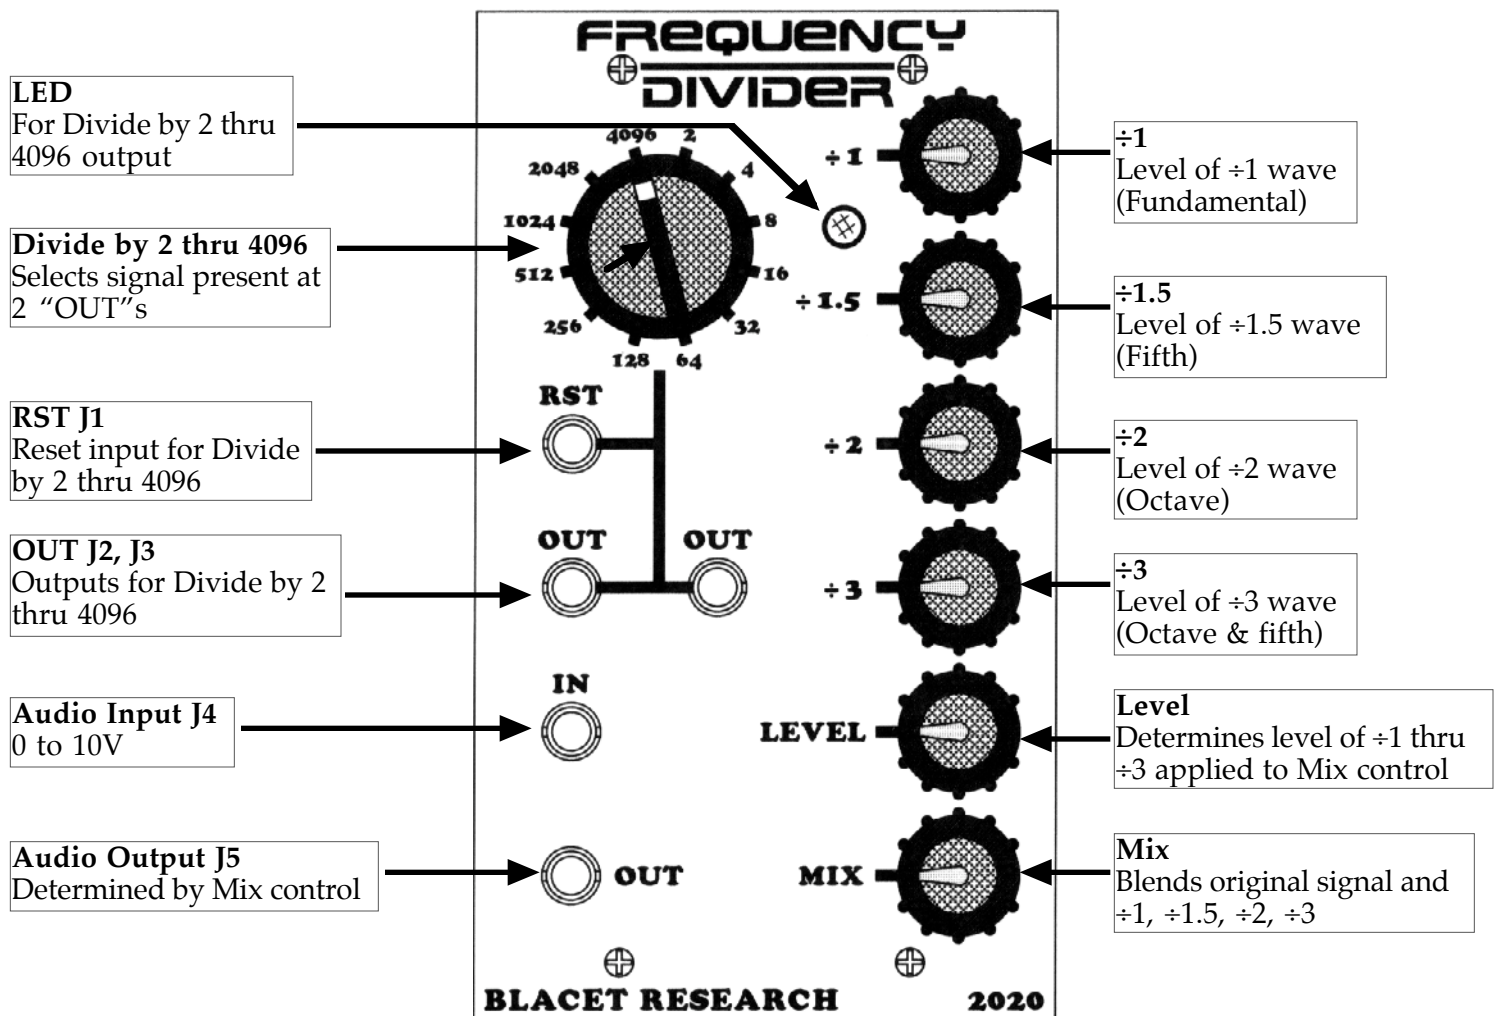 FREQUENCY
DIVIDER
LED
For Divide by 2 thru
4096 output
Divide by 2 thru 4096
Selects signal present at
2 “OUT”s
RST J1
Reset input for Divide
by 2 thru 4096
OUT J2, J3
Outputs for Divide by 2
thru 4096
Audio Input J4
0 to 10V
Audio Output J5
Determined by Mix control
4096 2
2048 4
1024 8
512 16
256 32
128 64
RST
OUT OUT
IN
OUT
÷ 1
÷ 1.5
÷ 2
÷ 3
LEVEL
MIX
BLACET RESEARCH 2020
÷1
Level of ÷1 wave
(Fundamental)
÷1.5
Level of ÷1.5 wave
(Fifth)
÷2
Level of ÷2 wave
(Octave)
÷3
Level of ÷3 wave
(Octave & fifth)
Level
Determines level of ÷1 thru
÷3 applied to Mix control
Mix
Blends original signal and
÷1, ÷1.5, ÷2, ÷3